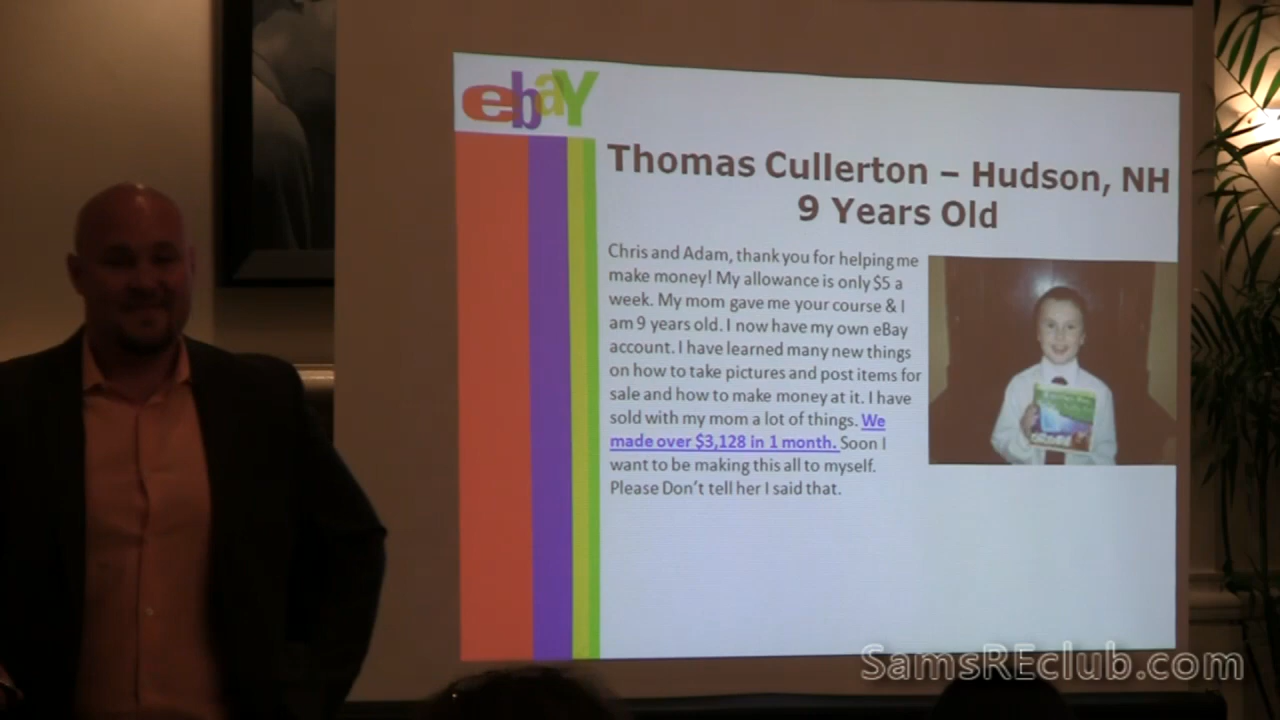 ebay
Thomas Cullerton – Hudson, NH
9 Years Old
Chris and Adam, thank you for helping me
make money! My allowance is only $5 a
week. My mom gave me your course & I
am 9 years old. I now have my own eBay
account. I have learned many new things
on how to take pictures and post items for
sale and how to make money at it. I have
sold with my mom a lot of things. We
made over $3,128 in 1 month. Soon I
want to be making this all to myself.
Please Don't tell her I said that.
SamsREclub.com